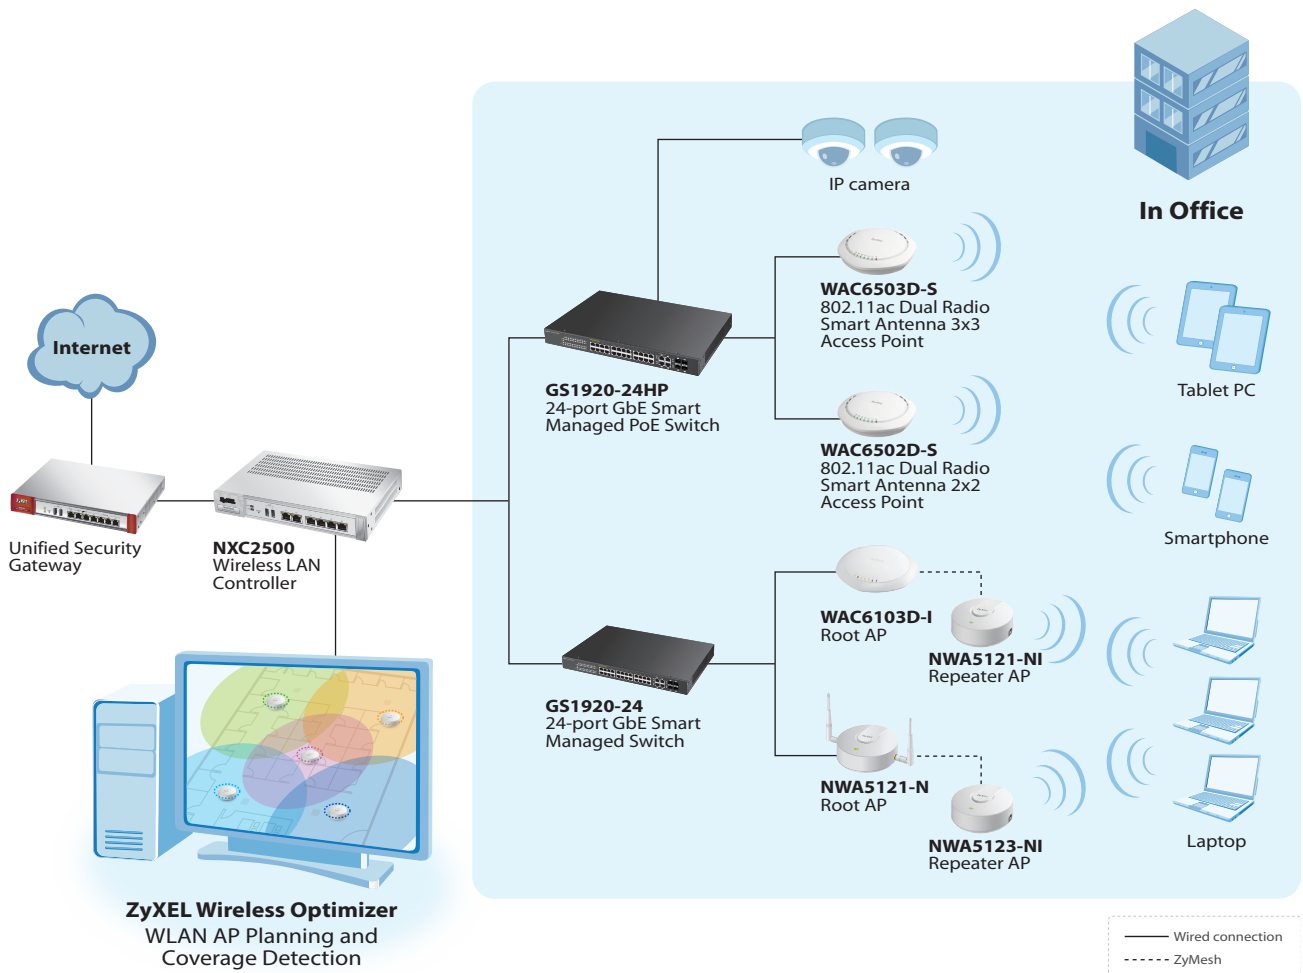 In Office
IP camera
WAC6503D-S
802.11ac Dual Radio
Smart Antenna 3x3
Access Point
Internet
Tablet PC
GS1920-24HP
24-port GbE Smart
Managed PoE Switch
WAC6502D-S
802.11ac Dual Radio
Smart Antenna 2x2
Access Point
Smartphone
Unified Security
Gateway
NXC2500
Wireless LAN
Controller
WAC6103D-I
Root AP
NWA5121-NI
Repeater AP
GS1920-24
24-port GbE Smart
Managed Switch
NWA5121-N
Root AP
NWA5123-NI
Repeater AP
Laptop
ZyXEL Wireless Optimizer
WLAN AP Planning and
Coverage Detection
Wired connection
ZyMesh